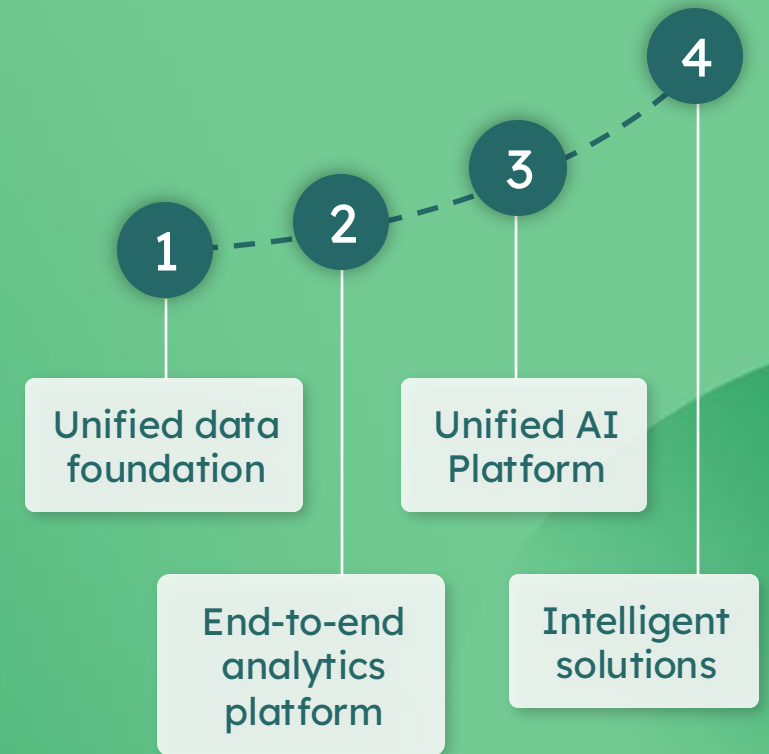 1
2
3
4
Unified data
foundation
End-to-end
analytics
platform
Unified AI
Platform
Intelligent
solutions